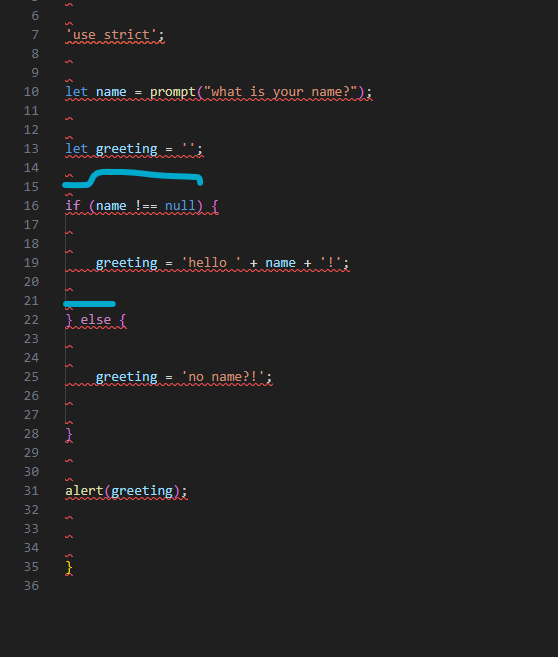 6
7 'use strict';
8
9
10 let name = prompt("what is your name?");
11
12
13 let greeting = '';
14
15
16 if (name !== null) {
17
18
19 greeting = 'hello ' + name + '!';
20
21
22 } else {
23
24
25 greeting = 'no name?!';
26
27
28 }
29
30
31 alert(greeting);
32
33
34
35 }
36